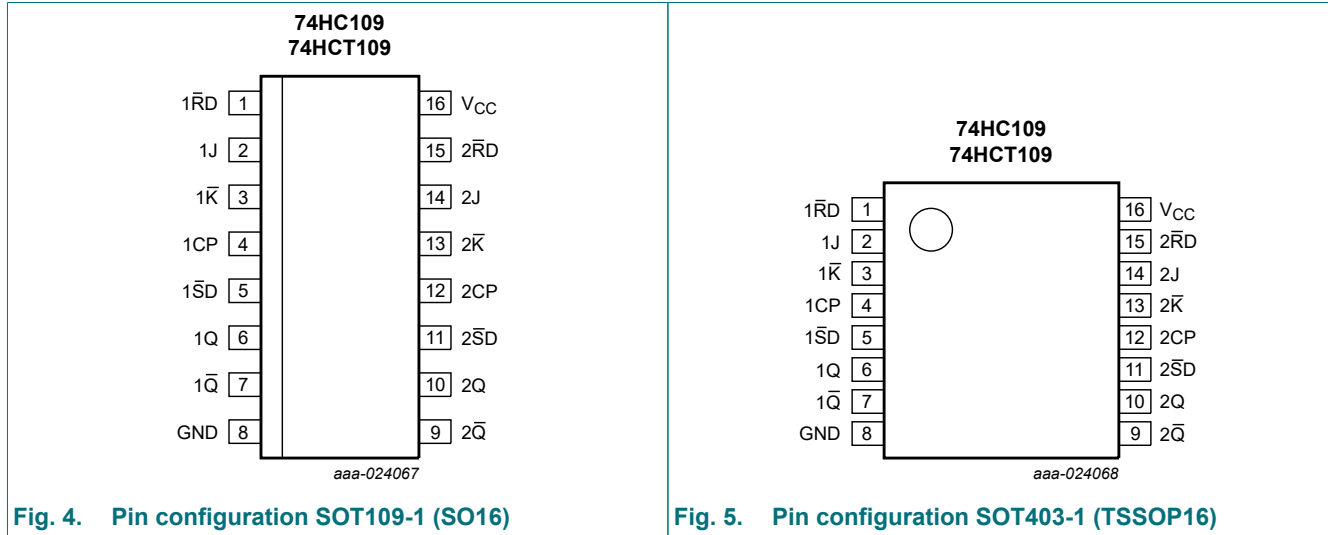 74HC109
74HCT109
1R̅D 1
1J 2
1K̅ 3
1CP 4
1S̅D 5
1Q 6
1Q̅ 7
GND 8
16 VCC
15 2R̅D
14 2J
13 2K̅
12 2CP
11 2S̅D
10 2Q
9 2Q̅
aaa-024067
Fig. 4. Pin configuration SOT109-1 (SO16)
74HC109
74HCT109
1R̅D 1
1J 2
1K̅ 3
1CP 4
1S̅D 5
1Q 6
1Q̅ 7
GND 8
16 VCC
15 2R̅D
14 2J
13 2K̅
12 2CP
11 2S̅D
10 2Q
9 2Q̅
aaa-024068
Fig. 5. Pin configuration SOT403-1 (TSSOP16)